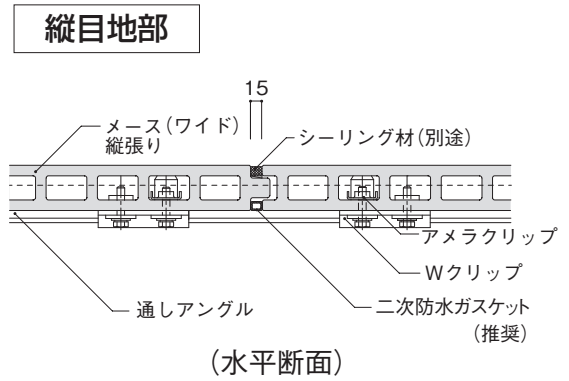 縦目地部
15
メース(ワイド)
縦張り
シーリング材(別途)
アメラクリップ
Wクリップ
通しアングル
二次防水ガスケット
(推奨)
(水平断面)